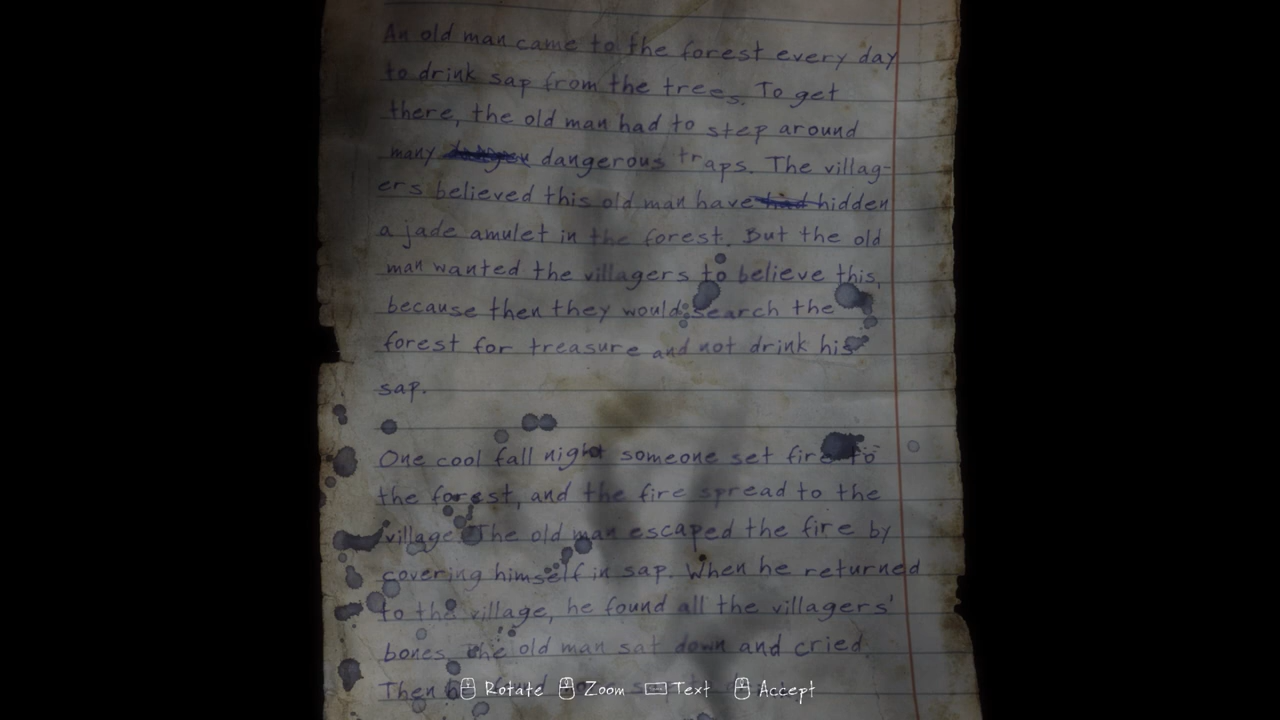 An old man came to the forest every day
to drink sap from the trees. To get
there, the old man had to step around
many dangerous traps. The villag-
ers believed this old man have had hidden
a jade amulet in the forest. But the old
man wanted the villagers to believe this,
because then they would search the
forest for treasure and not drink his
sap.
One cool fall night someone set fire to
the forest, and the fire spread to the
village. The old man escaped the fire by
covering himself in sap. When he returned
to the village, he found all the villagers'
bones. The old man sat down and cried.
Then he found
Rotate Zoom Text Accept